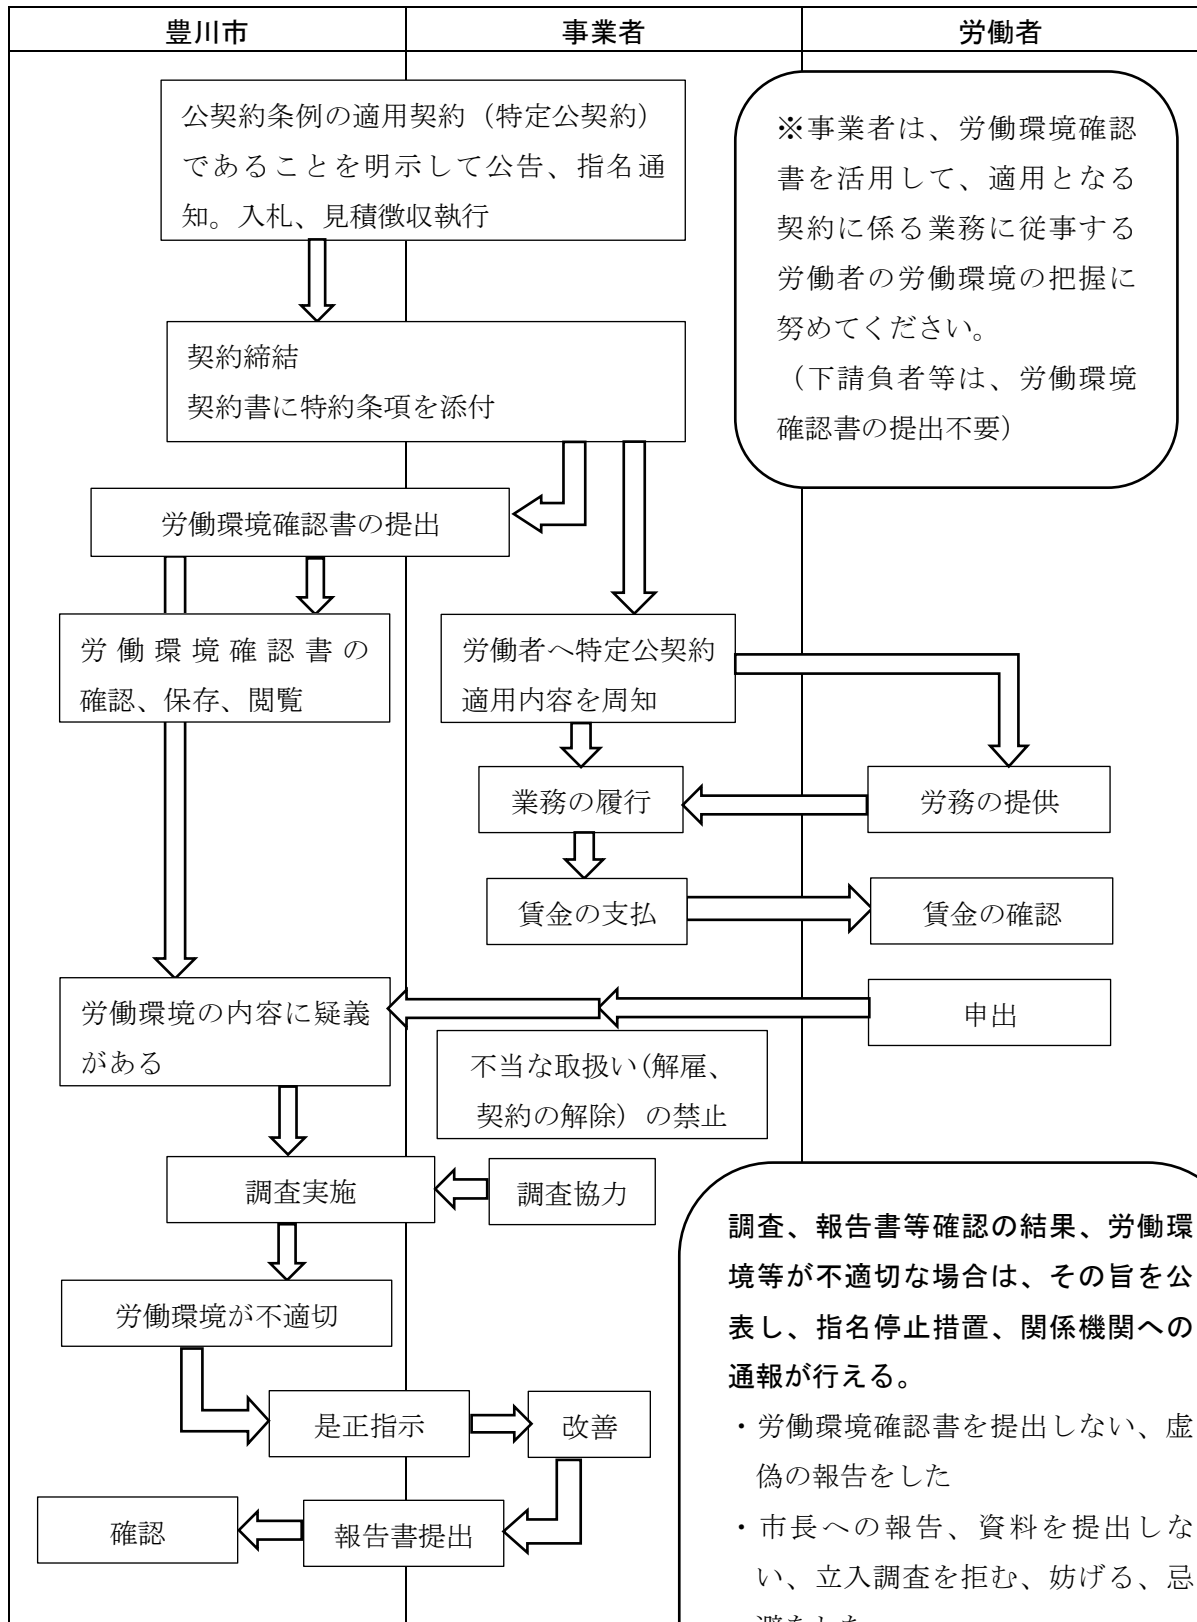 豊川市
事業者
労働者
公契約条例の適用契約（特定公契約）
であることを明示して公告、指名通
知。入札、見積徴収執行
※事業者は、労働環境確認
書を活用して、適用となる
契約に係る業務に従事する
労働者の労働環境の把握に
努めてください。
（下請負者等は、労働環境
確認書の提出不要）
契約締結
契約書に特約条項を添付
労働環境確認書の提出
労働環境確認書の
確認、保存、閲覧
労働者へ特定公契約
適用内容を周知
業務の履行
労務の提供
賃金の支払
賃金の確認
労働環境の内容に疑義
がある
申出
不当な取扱い（解雇、
契約の解除）の禁止
調査実施
調査協力
労働環境が不適切
是正指示
改善
確認
報告書提出
調査、報告書等確認の結果、労働環
境等が不適切な場合は、その旨を公
表し、指名停止措置、関係機関への
通報が行える。
・労働環境確認書を提出しない、虚
偽の報告をした
・市長への報告、資料を提出しな
い、立入調査を拒む、妨げる、忌